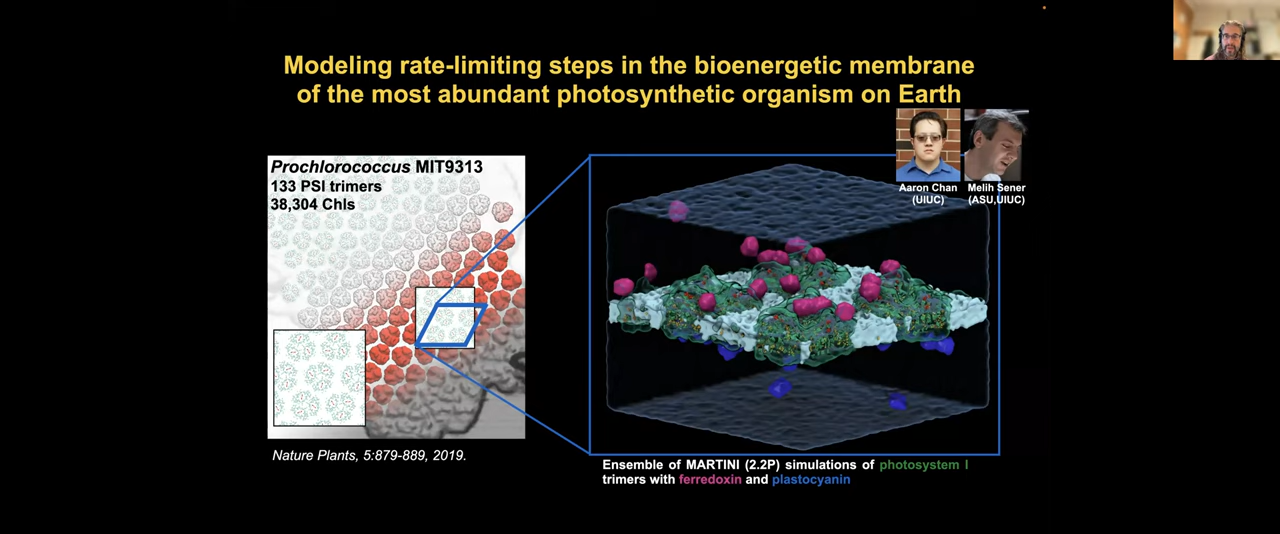 Modeling rate-limiting steps in the bioenergetic membrane
of the most abundant photosynthetic organism on Earth
Prochlorococcus MIT9313
133 PSI trimers
38,304 Chls
Aaron Chan
(UIUC)
Melih Sener
(ASU,UIUC)
Nature Plants, 5:879-889, 2019.
Ensemble of MARTINI (2.2P) simulations of photosystem I
trimers with ferredoxin and plastocyanin